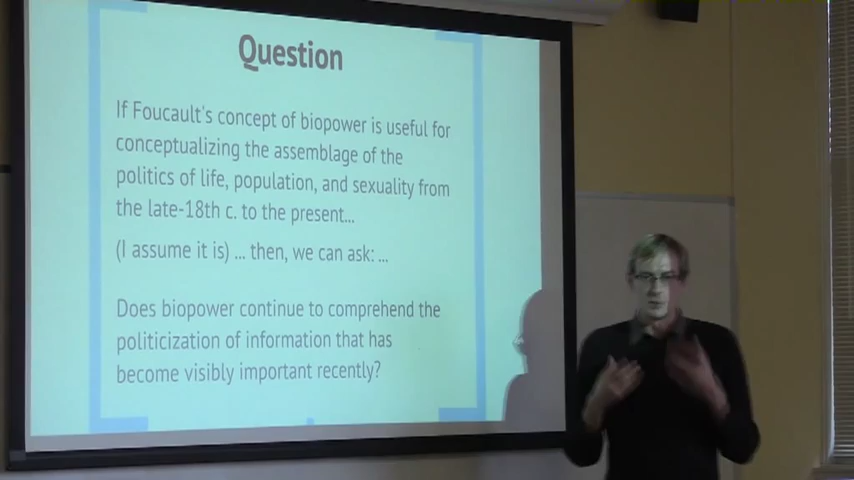 Question
If Foucault's concept of biopower is useful for
conceptualizing the assemblage of the
politics of life, population, and sexuality from
the late-18th c. to the present...
(I assume it is) ... then, we can ask: ...
Does biopower continue to comprehend the
politicization of information that has
become visibly important recently?